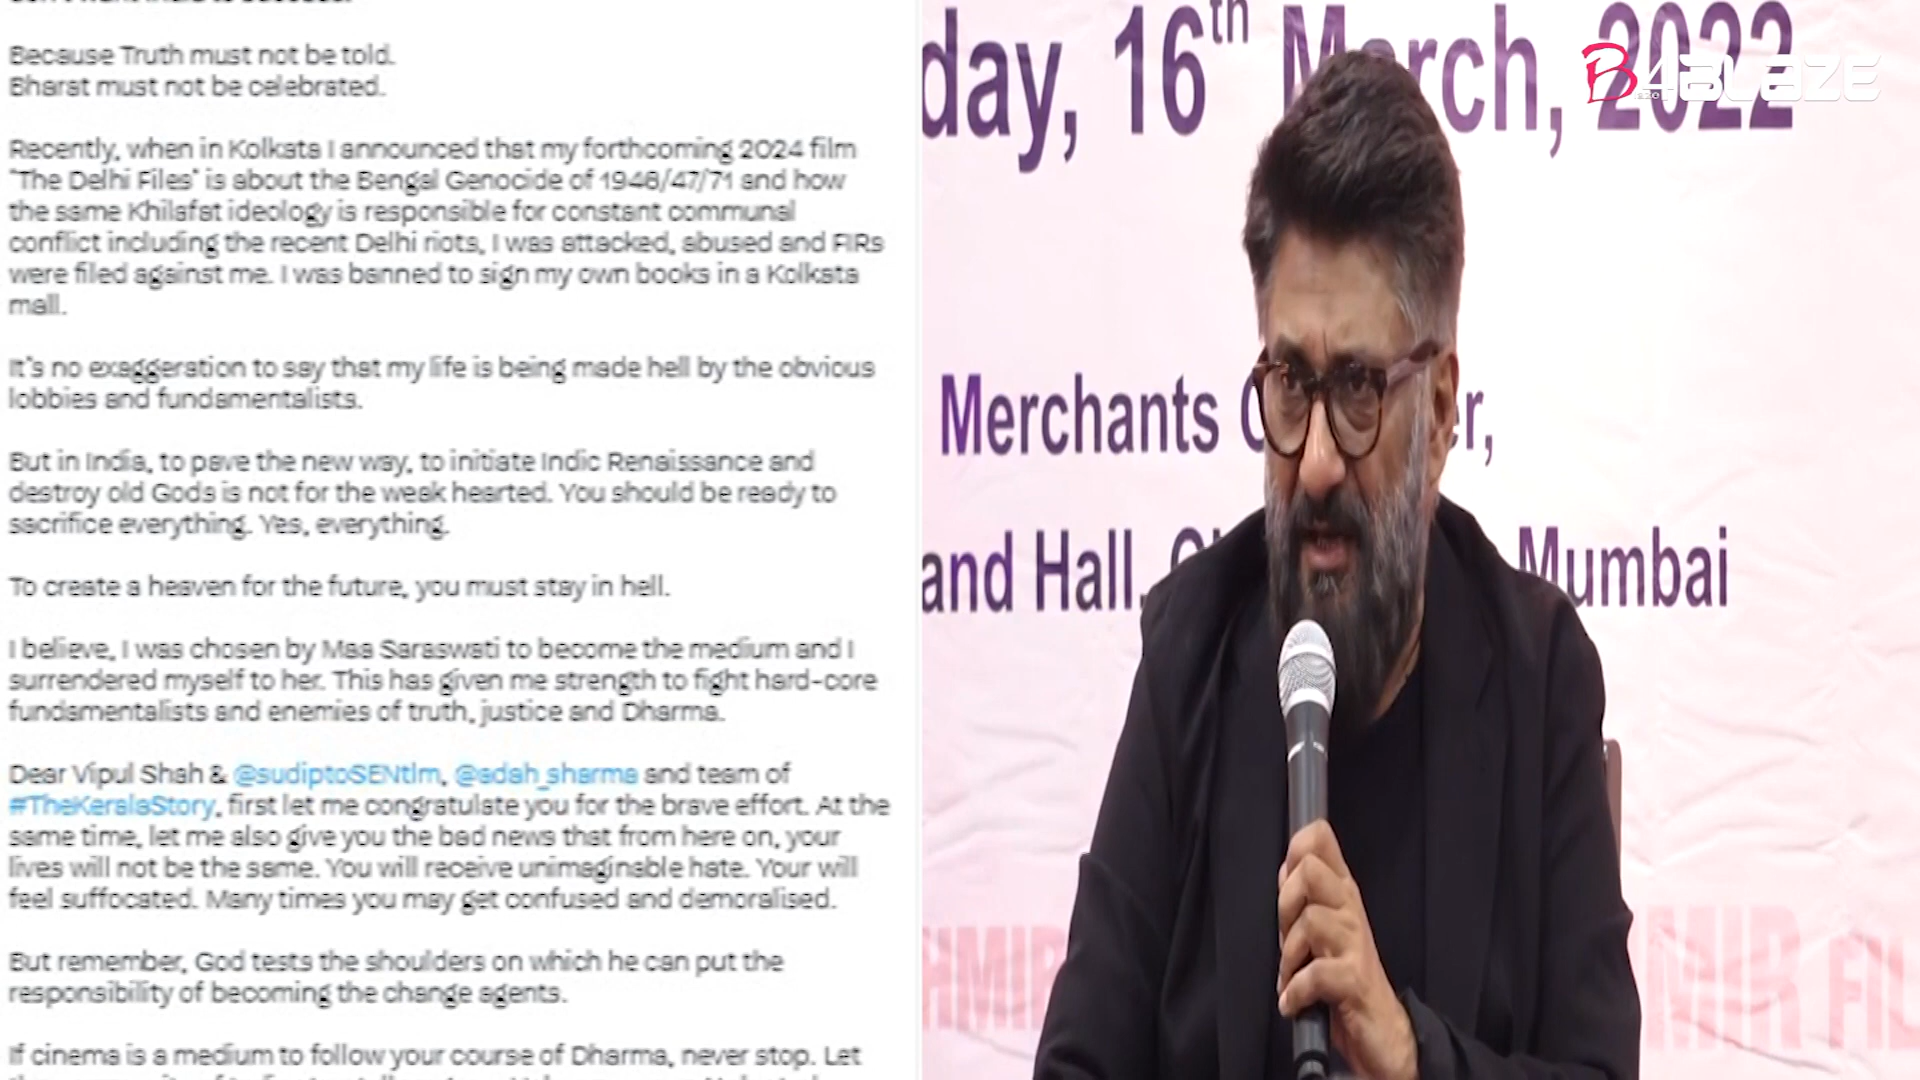 Because Truth must not be told.
Bharat must not be celebrated.
Recently, when in Kolkata I announced that my forthcoming 2024 film
'The Delhi Files' is about the Bengal Genocide of 1946/47/71 and how
the same Khilafat ideology is responsible for constant communal
conflict including the recent Delhi riots, I was attacked, abused and FIRs
were filed against me. I was banned to sign my own books in a Kolkata
mall.
It's no exaggeration to say that my life is being made hell by the obvious
lobbies and fundamentalists.
But in India, to pave the new way, to initiate Indic Renaissance and
destroy old Gods is not for the weak hearted. You should be ready to
sacrifice everything. Yes, everything.
To create a heaven for the future, you must stay in hell.
I believe, I was chosen by Maa Saraswati to become the medium and I
surrendered myself to her. This has given me strength to fight hard-core
fundamentalists and enemies of truth, justice and Dharma.
Dear Vipul Shah & @sudiptoSENtlm, @adah_sharma and team of
#TheKeralaStory, first let me congratulate you for the brave effort. At the
same time, let me also give you the bad news that from here on, your
lives will not be the same. You will receive unimaginable hate. Your will
feel suffocated. Many times you may get confused and demoralised.
But remember, God tests the shoulders on which he can put the
responsibility of becoming the change agents.
If cinema is a medium to follow your course of Dharma, never stop. Let
day, 16th March, 2022
B4BLAZE
Merchants
and Hall, Mumbai
HMIR
MIR FIL